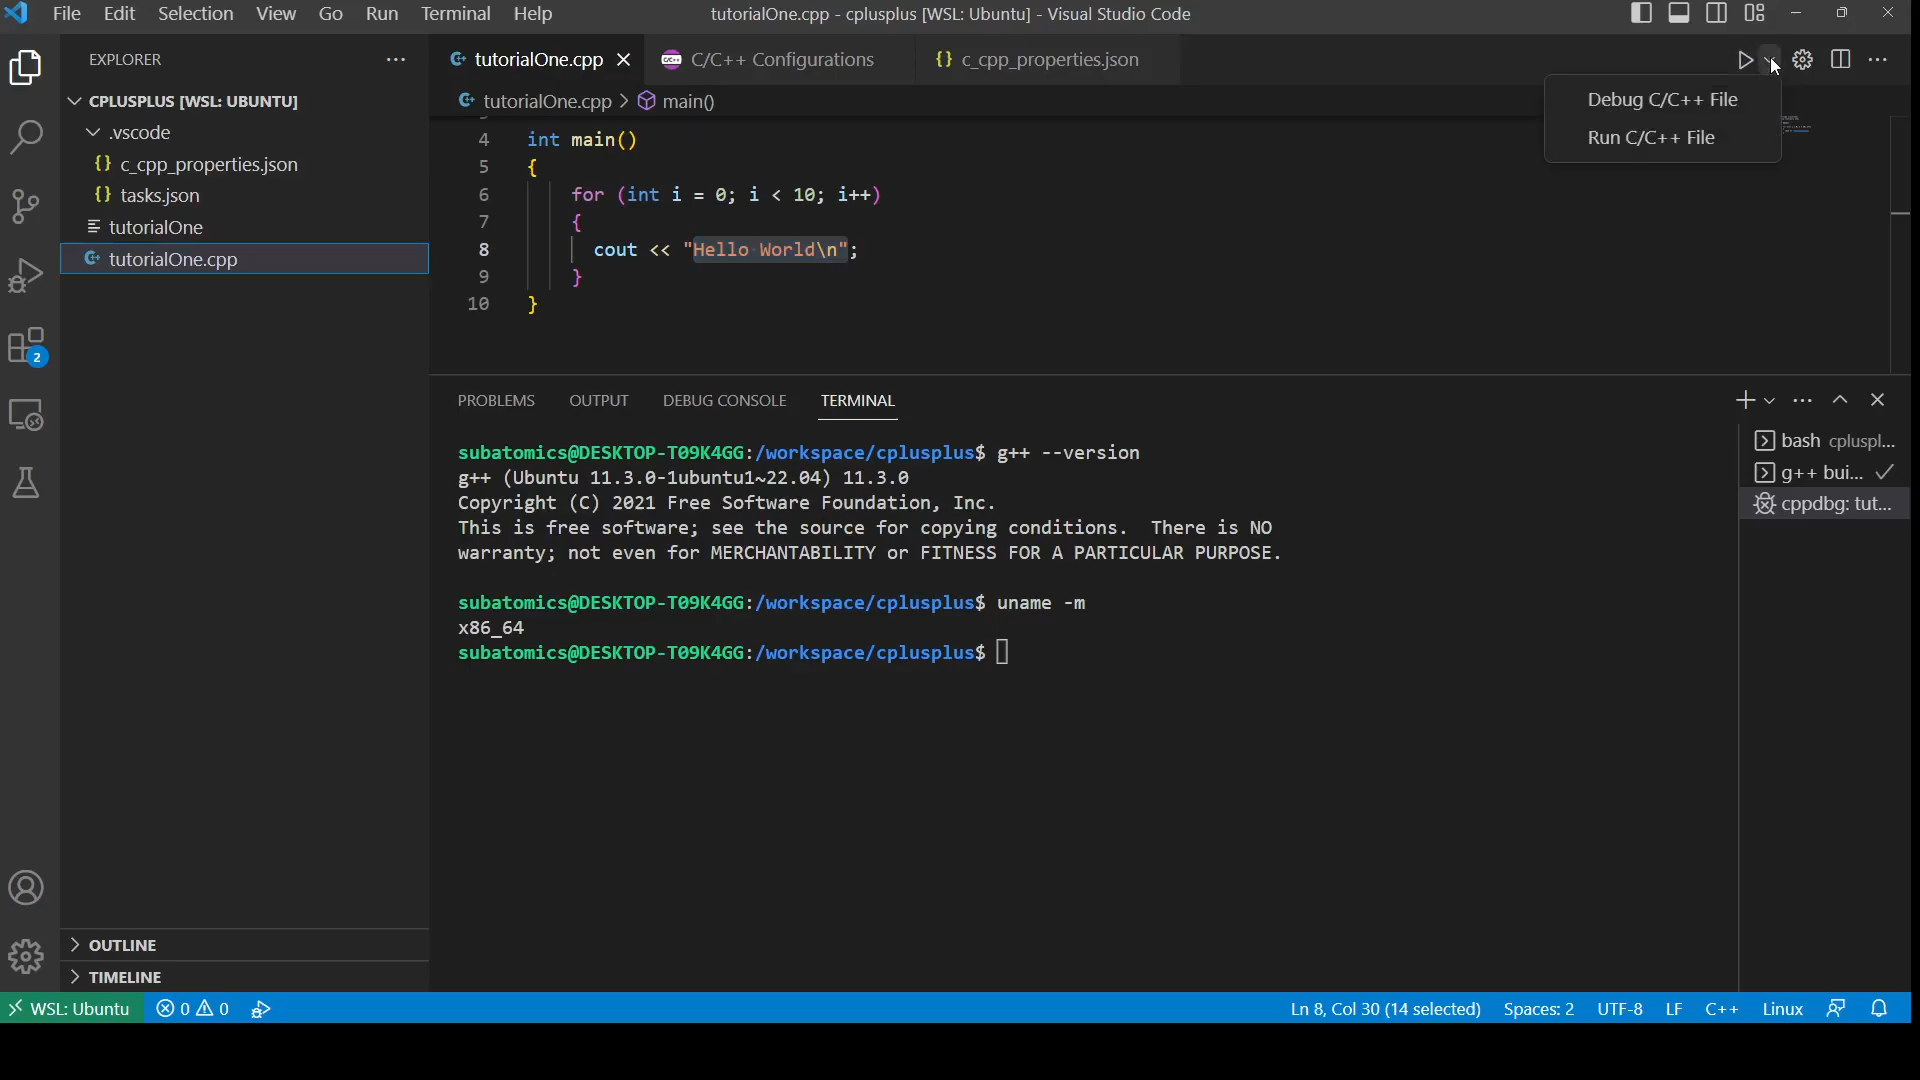 File Edit Selection View Go Run Terminal Help
tutorialOne.cpp - cplusplus [WSL: Ubuntu] - Visual Studio Code
EXPLORER
CPLUSPLUS [WSL: UBUNTU]
.vscode
{} c_cpp_properties.json
{} tasks.json
tutorialOne
tutorialOne.cpp
2
OUTLINE
TIMELINE
tutorialOne.cpp
C/C++ Configurations
{} c_cpp_properties.json
tutorialOne.cpp > main()
Debug C/C++ File
Run C/C++ File
4 int main()
5 {
6 for (int i = 0; i < 10; i++)
7 {
8 cout << "Hello World\n";
9 }
10 }
PROBLEMS OUTPUT DEBUG CONSOLE TERMINAL
subatomics@DESKTOP-T09K4GG:/workspace/cplusplus$ g++ --version
g++ (Ubuntu 11.3.0-1ubuntu1~22.04) 11.3.0
Copyright (C) 2021 Free Software Foundation, Inc.
This is free software; see the source for copying conditions.  There is NO
warranty; not even for MERCHANTABILITY or FITNESS FOR A PARTICULAR PURPOSE.
subatomics@DESKTOP-T09K4GG:/workspace/cplusplus$ uname -m
x86_64
subatomics@DESKTOP-T09K4GG:/workspace/cplusplus$
bash cpluspl...
g++ bui...
cppdbg: tut...
WSL: Ubuntu 0 0
Ln 8, Col 30 (14 selected) Spaces: 2 UTF-8 LF C++ Linux